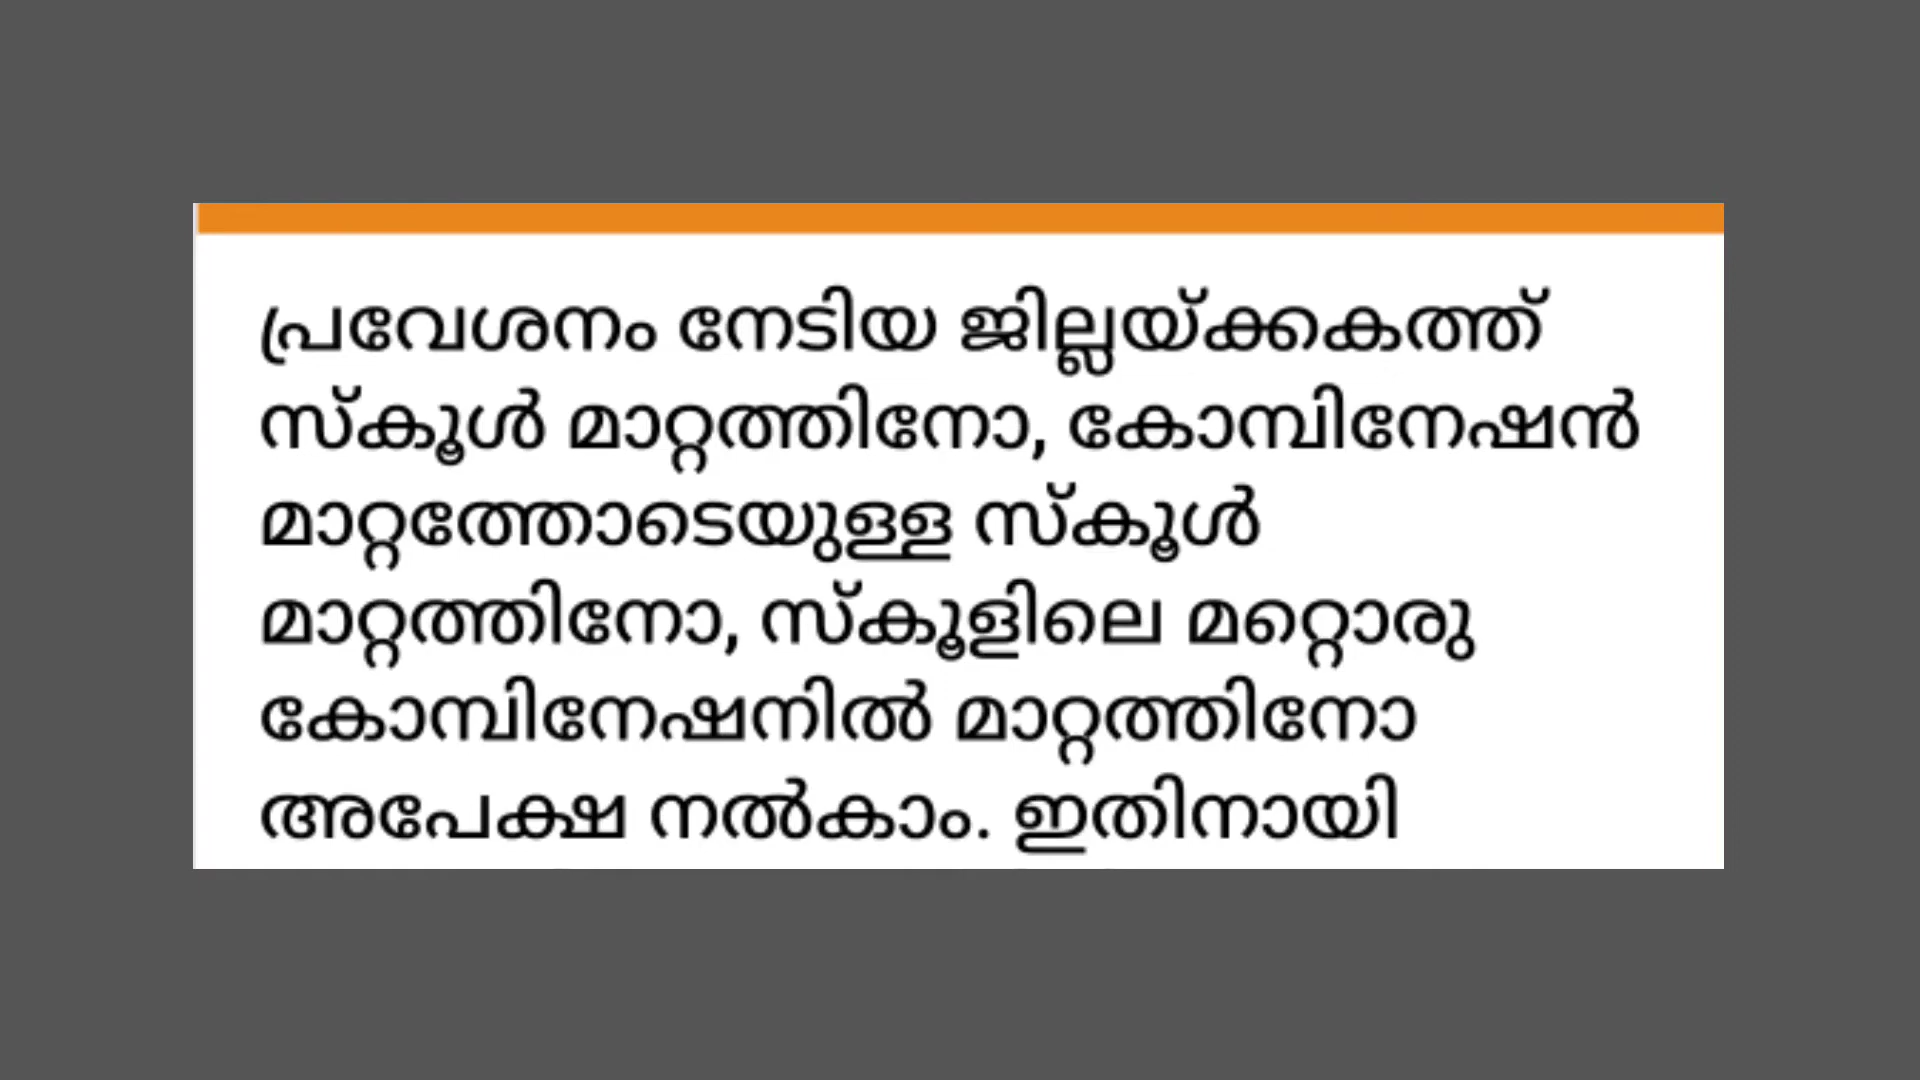 പ്രവേശനം നേടിയ ജില്ലയ്ക്കകത്ത്
സ്കൂൾ മാറ്റത്തിനോ, കോമ്പിനേഷൻ
മാറ്റത്തോടെയുള്ള സ്കൂൾ
മാറ്റത്തിനോ, സ്കൂളിലെ മറ്റൊരു
കോമ്പിനേഷനിൽ മാറ്റത്തിനോ
അപേക്ഷ നൽകാം. ഇതിനായി